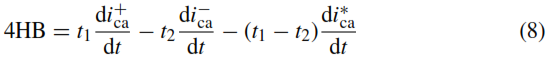 4HB = t₁ di⁺ca/dt − t₂ di⁻ca/dt − (t₁ − t₂) di*ca/dt (8)